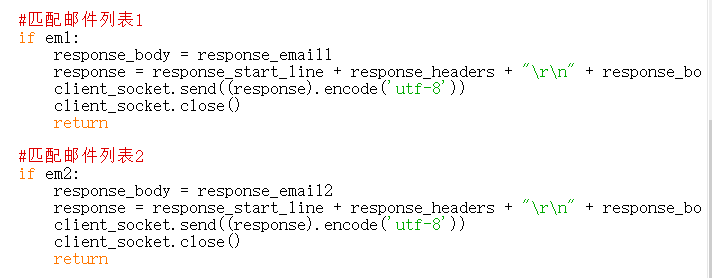 #匹配邮件列表1
if em1:
    response_body = response_email1
    response = response_start_line + response_headers + "\r\n" + response_bo
    client_socket.send((response).encode('utf-8'))
    client_socket.close()
    return
#匹配邮件列表2
if em2:
    response_body = response_email2
    response = response_start_line + response_headers + "\r\n" + response_bo
    client_socket.send((response).encode('utf-8'))
    client_socket.close()
    return